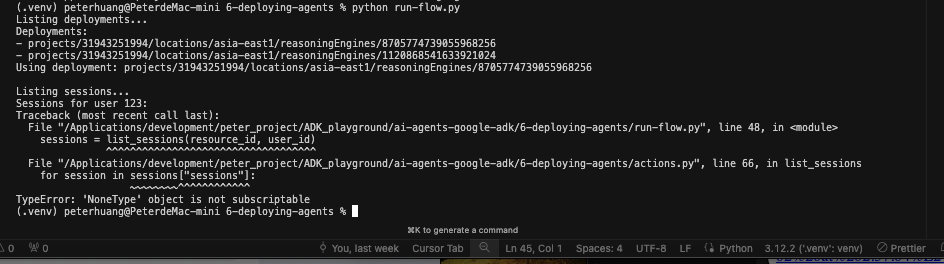 (.venv) peterhuang@PeterdeMac-mini 6-deploying-agents % python run-flow.py
Listing deployments...
Deployments:
- projects/31943251994/locations/asia-east1/reasoningEngines/8705774739055968256
- projects/31943251994/locations/asia-east1/reasoningEngines/1120868541633921024
Using deployment: projects/31943251994/locations/asia-east1/reasoningEngines/8705774739055968256

Listing sessions...
Sessions for user 123:
Traceback (most recent call last):
  File "/Applications/development/peter_project/ADK_playground/ai-agents-google-adk/6-deploying-agents/run-flow.py", line 48, in <module>
    sessions = list_sessions(resource_id, user_id)
               ^^^^^^^^^^^^^^^^^^^^^^^^^^^^^^^^^^^
  File "/Applications/development/peter_project/ADK_playground/ai-agents-google-adk/6-deploying-agents/actions.py", line 66, in list_sessions
    for session in sessions["sessions"]:
                   ~~~~~~~~^^^^^^^^^^^^
TypeError: 'NoneType' object is not subscriptable
(.venv) peterhuang@PeterdeMac-mini 6-deploying-agents %
⌘K to generate a command
0 0 You, last week Cursor Tab Ln 45, Col 1 Spaces: 4 UTF-8 LF Python 3.12.2 ('.venv': venv) Prettier